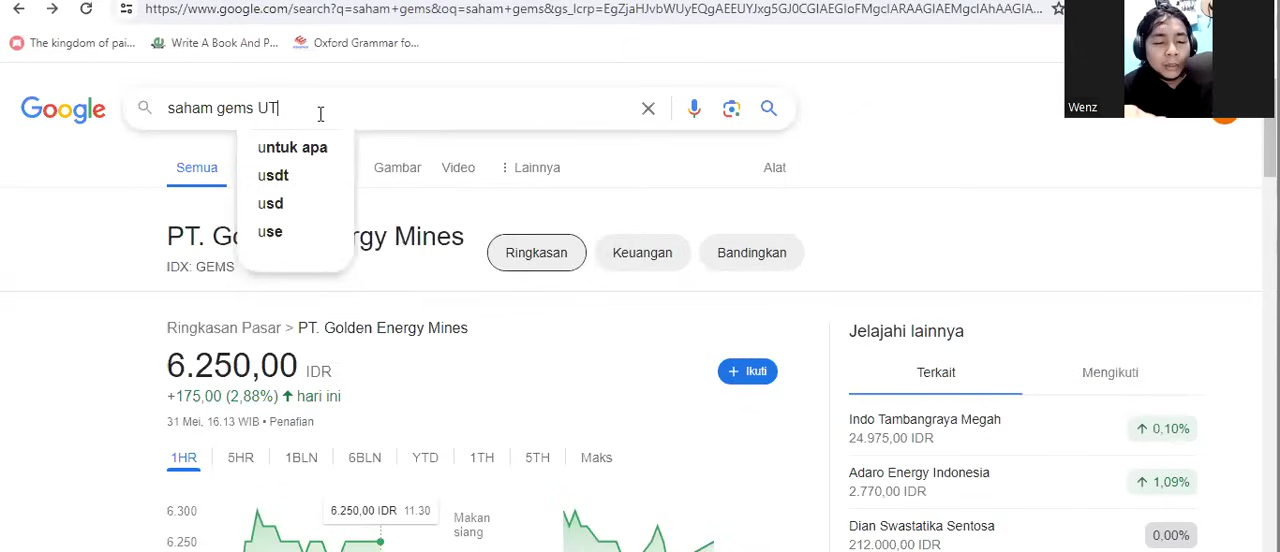 https://www.google.com/search?q=saham+gems&oq=saham+gems&gs_lcrp=EgZjaHJvbWUyEQgAEEUYJxg5GJ0CGIAEGIoFMgcIARAAGIAEMgcIAhAAGIA...
The kingdom of pai...
Write A Book And P...
Oxford Grammar fo...
Wenz
Google
saham gems UT
untuk apa
usdt
usd
use
Semua
Gambar
Video
Lainnya
Alat
PT. Go
rgy Mines
IDX: GEMS
Ringkasan
Keuangan
Bandingkan
Ringkasan Pasar > PT. Golden Energy Mines
6.250,00 IDR
+175,00 (2,88%) ↑ hari ini
31 Mei, 16.13 WIB • Penafian
+ Ikuti
1HR
5HR
1BLN
6BLN
YTD
1TH
5TH
Maks
6.300
6.250
6.250,00 IDR 11.30
Makan
siang
Jelajahi lainnya
Terkait
Mengikuti
Indo Tambangraya Megah
24.975,00 IDR
↑ 0,10%
Adaro Energy Indonesia
2.770,00 IDR
↑ 1,09%
Dian Swastatika Sentosa
212.000,00 IDR
0.00%